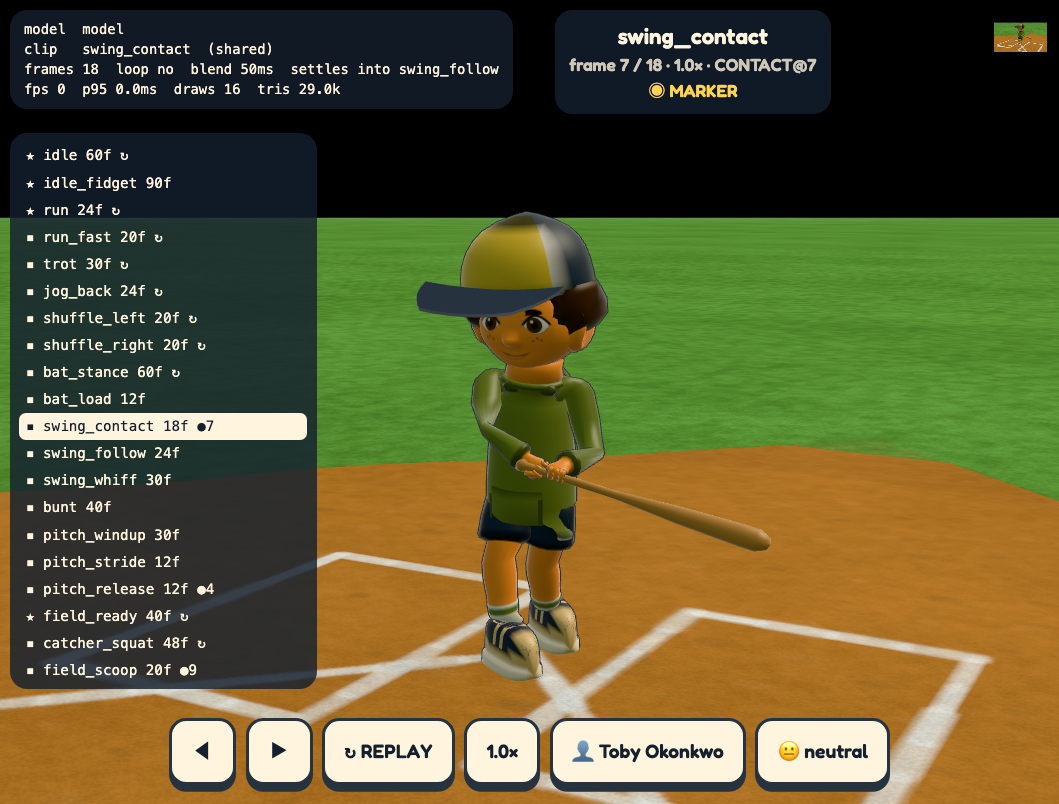 model model
clip swing_contact (shared)
frames 18 loop no blend 50ms settles into swing_follow
fps 0 p95 0.0ms draws 16 tris 29.0k
swing_contact
frame 7 / 18 · 1.0× · CONTACT@7
◉ MARKER
★ idle 60f ↻
★ idle_fidget 90f
★ run 24f ↻
▪ run_fast 20f ↻
▪ trot 30f ↻
▪ jog_back 24f ↻
▪ shuffle_left 20f ↻
▪ shuffle_right 20f ↻
▪ bat_stance 60f ↻
▪ bat_load 12f
▪ swing_contact 18f ●7
▪ swing_follow 24f
▪ swing_whiff 30f
▪ bunt 40f
▪ pitch_windup 30f
▪ pitch_stride 12f
▪ pitch_release 12f ●4
★ field_ready 40f ↻
▪ catcher_squat 48f ↻
▪ field_scoop 20f ●9
◀ ▶ ↻ REPLAY 1.0× 👤 Toby Okonkwo 😐 neutral